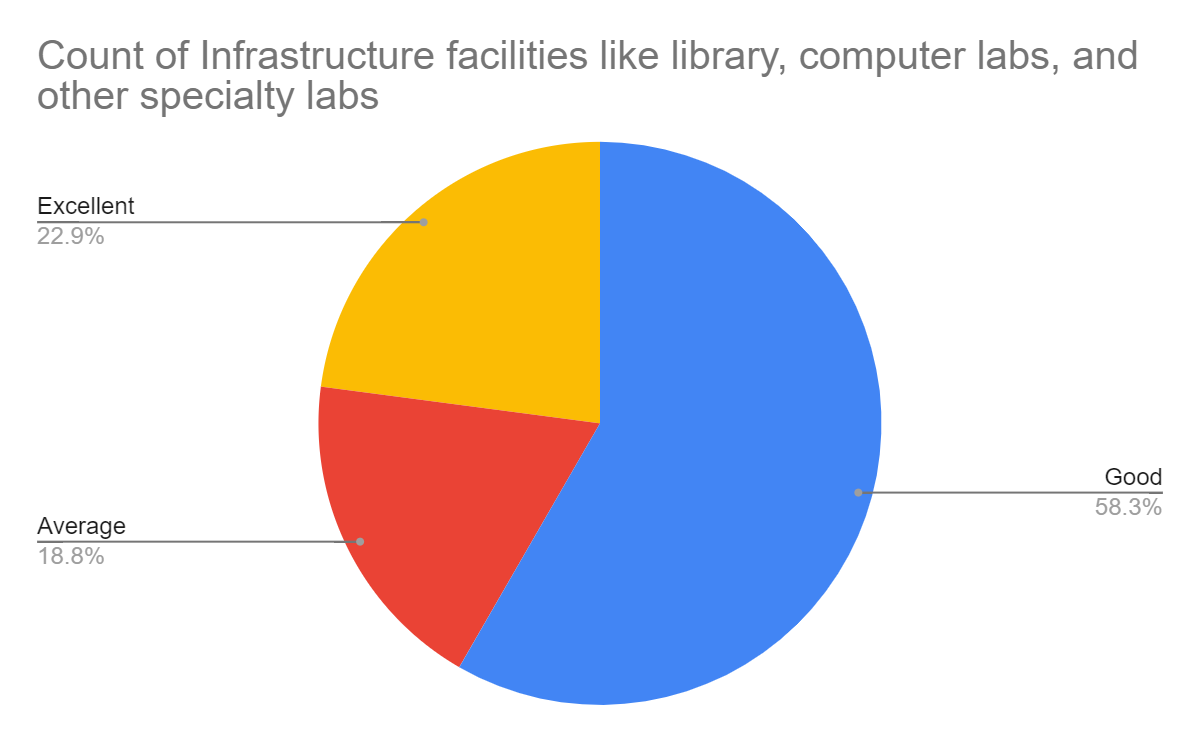 Count of Infrastructure facilities like library, computer labs, and
other specialty labs
Excellent
22.9%
Good
58.3%
Average
18.8%